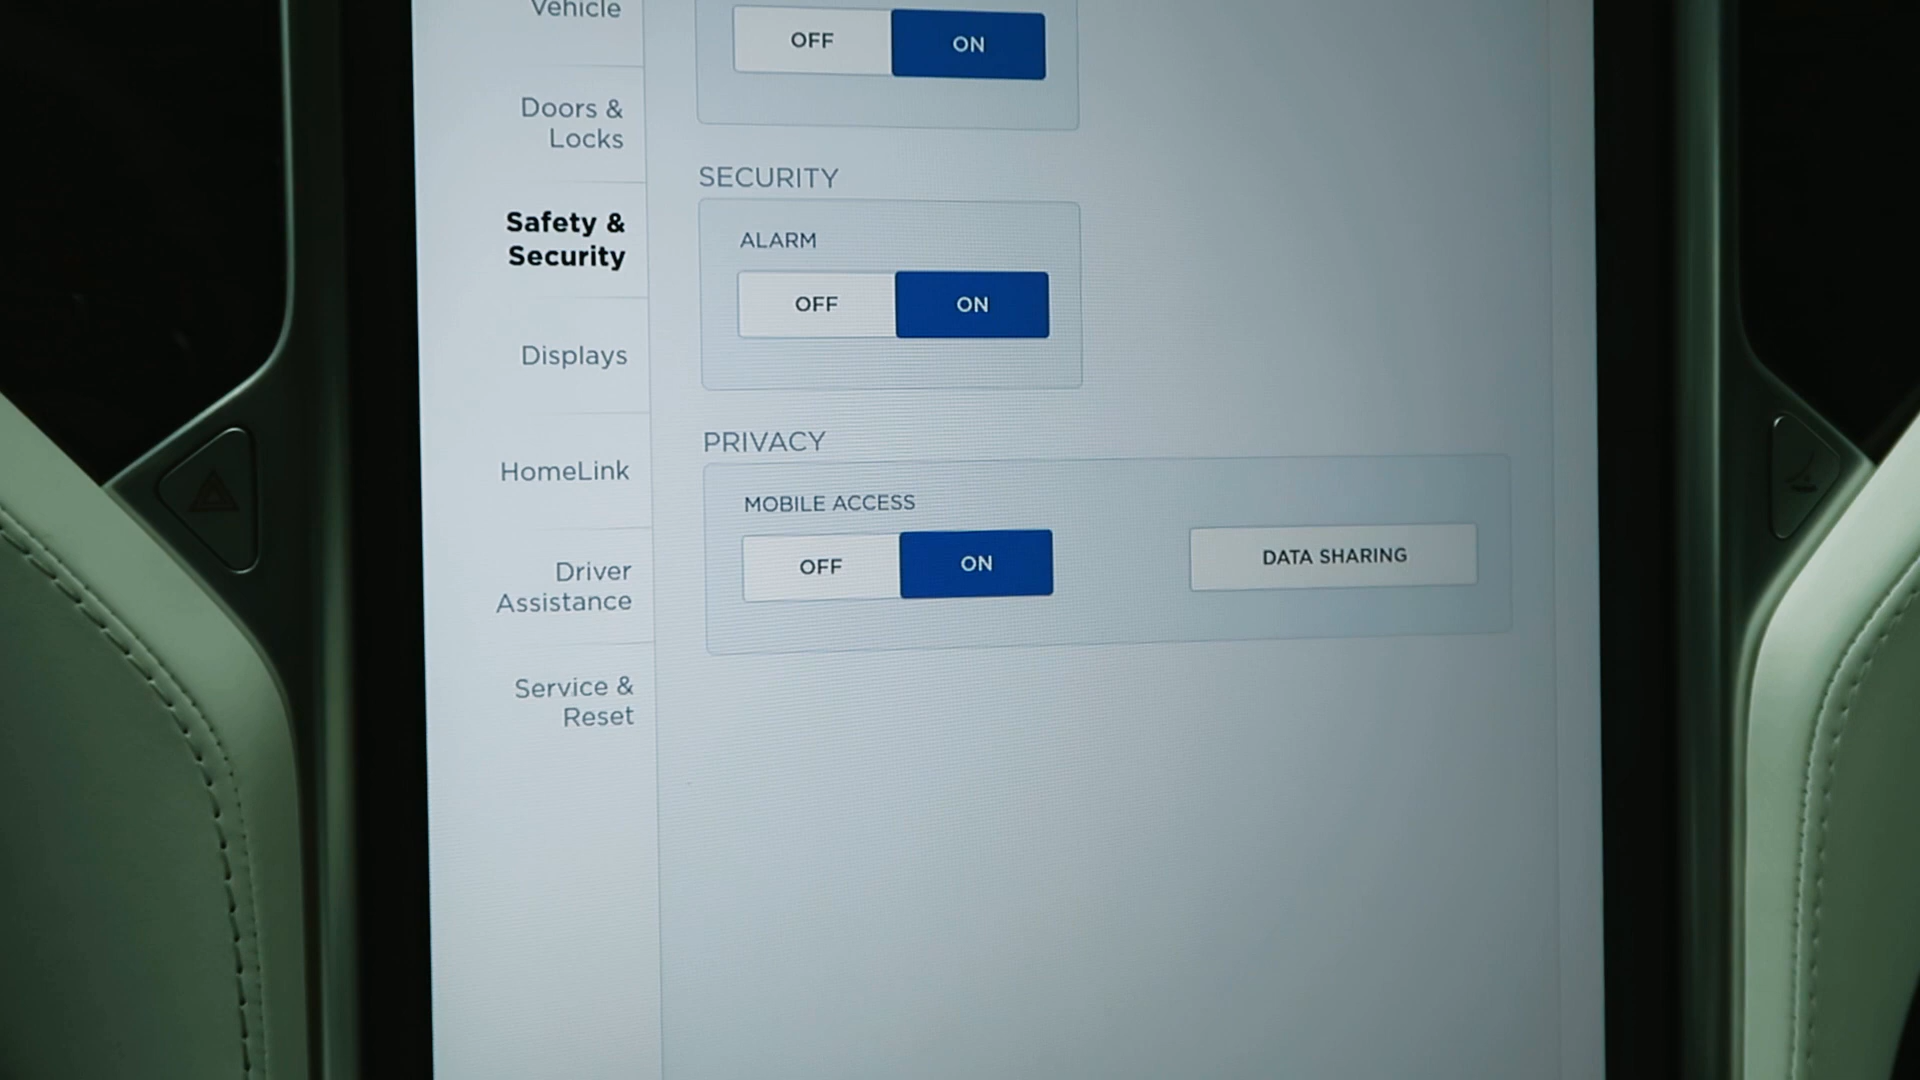 Vehicle
Doors &
Locks
Safety &
Security
Displays
HomeLink
Driver
Assistance
Service &
Reset
OFF ON
SECURITY
ALARM
OFF ON
PRIVACY
MOBILE ACCESS
OFF ON
DATA SHARING